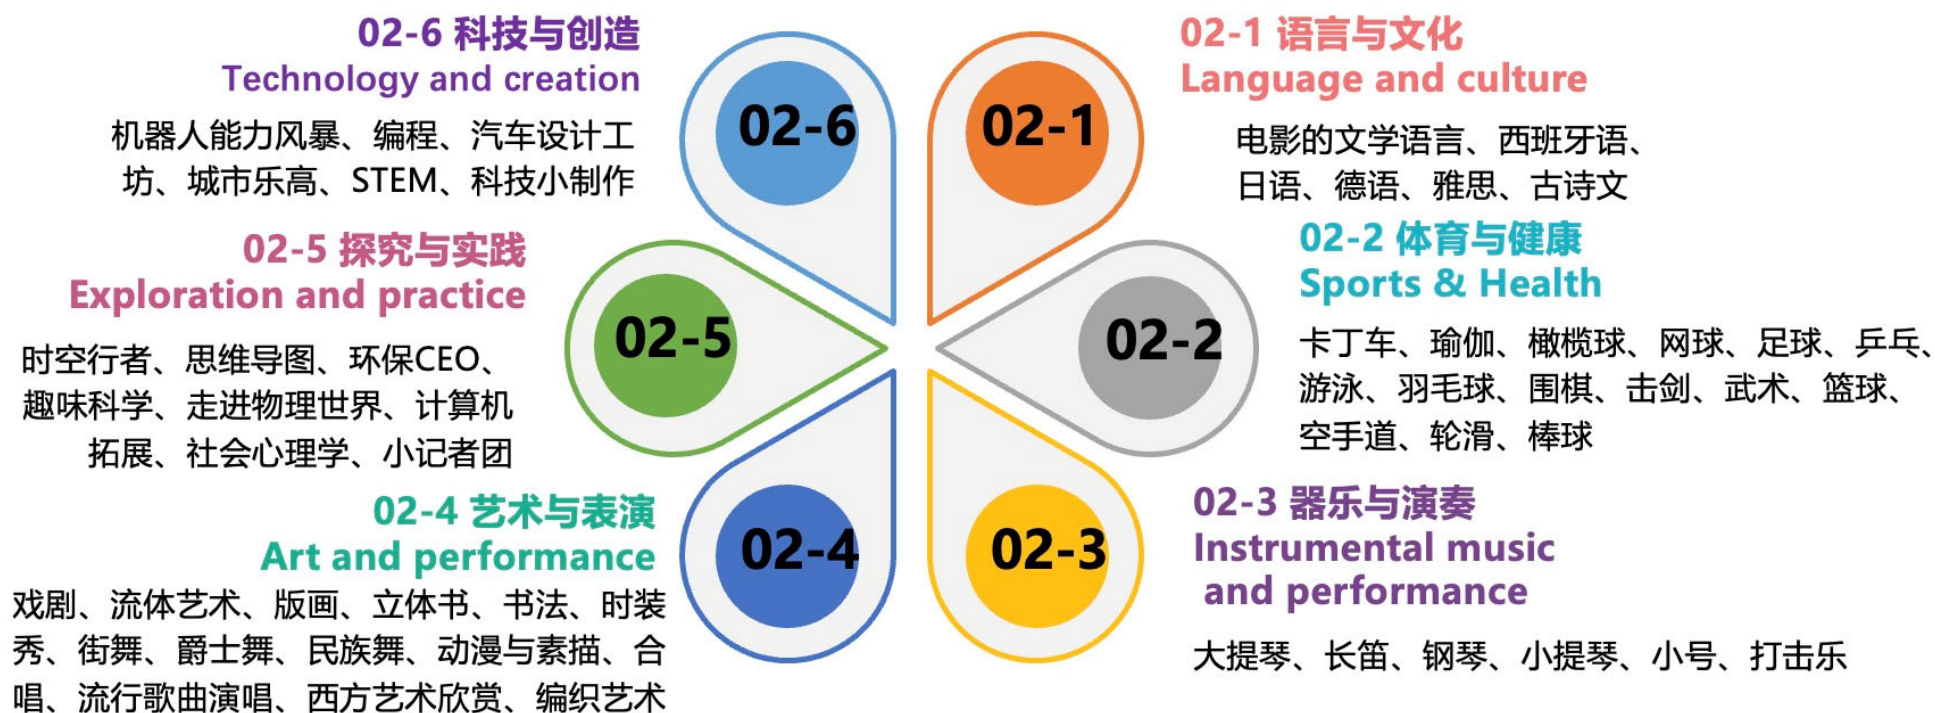 02-6 科技与创造
Technology and creation
机器人能力风暴、编程、汽车设计工
坊、城市乐高、STEM、科技小制作
02-6
02-1
02-1 语言与文化
Language and culture
电影的文学语言、西班牙语、
日语、德语、雅思、古诗文
02-5 探究与实践
Exploration and practice
时空行者、思维导图、环保CEO、
趣味科学、走进物理世界、计算机
拓展、社会心理学、小记者团
02-5
02-2
02-2 体育与健康
Sports & Health
卡丁车、瑜伽、橄榄球、网球、足球、乒乓、
游泳、羽毛球、围棋、击剑、武术、篮球、
空手道、轮滑、棒球
02-4 艺术与表演
Art and performance
戏剧、流体艺术、版画、立体书、书法、时装
秀、街舞、爵士舞、民族舞、动漫与素描、合
唱、流行歌曲演唱、西方艺术欣赏、编织艺术
02-4
02-3
02-3 器乐与演奏
Instrumental music
and performance
大提琴、长笛、钢琴、小提琴、小号、打击乐